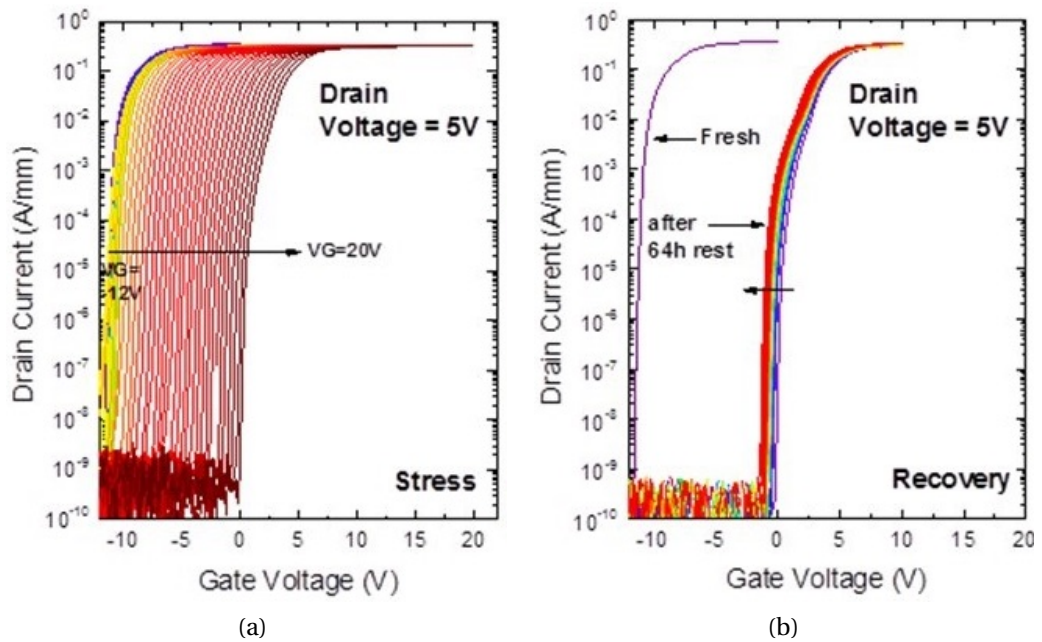 10⁰
10⁻¹
10⁻²
10⁻³
10⁻⁴
10⁻⁵
10⁻⁶
10⁻⁷
10⁻⁸
10⁻⁹
10⁻¹⁰
Drain Current (A/mm)
Drain
Voltage = 5V
VG=20V
VG=
-12V
Stress
-10 -5 0 5 10 15 20
Gate Voltage (V)
(a)
10⁰
10⁻¹
10⁻²
10⁻³
10⁻⁴
10⁻⁵
10⁻⁶
10⁻⁷
10⁻⁸
10⁻⁹
10⁻¹⁰
Drain Current (A/mm)
Drain
Voltage = 5V
Fresh
after
64h rest
Recovery
-10 -5 0 5 10 15 20
Gate Voltage (V)
(b)